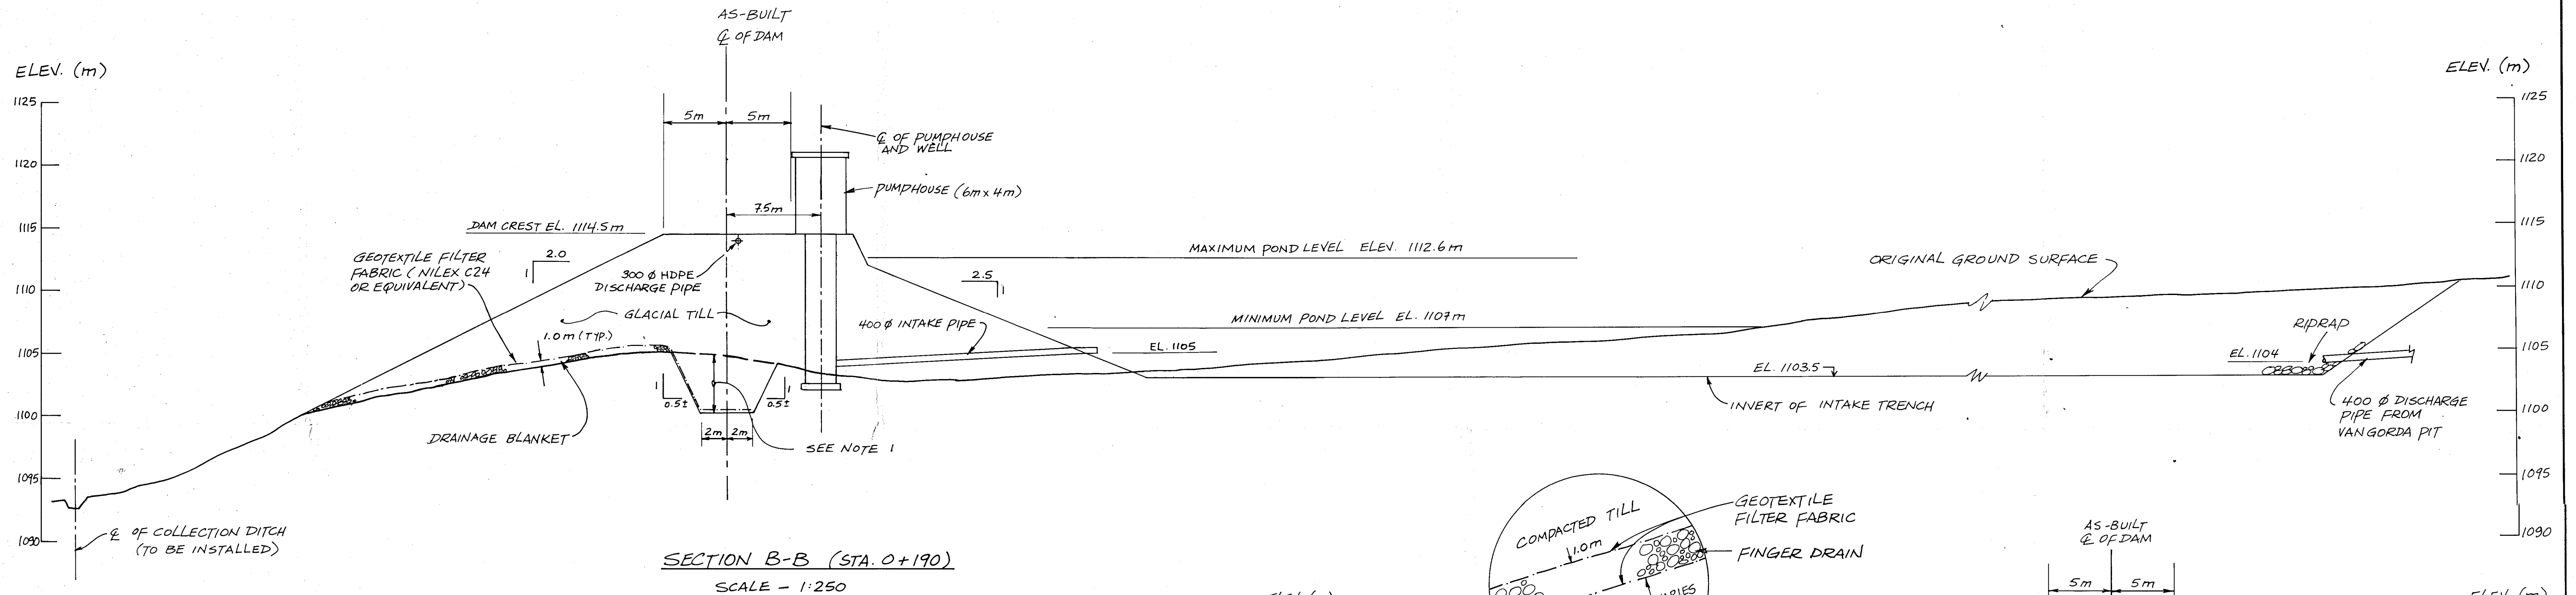 AS-BUILT
℄ OF DAM
ELEV. (m)
ELEV. (m)
1125
1120
1115
1110
1105
1100
1095
1090
5m
5m
℄ OF PUMPHOUSE
AND WELL
PUMPHOUSE (6m x 4m)
7.5m
DAM CREST EL. 1114.5m
GEOTEXTILE FILTER
FABRIC (NILEX C24
OR EQUIVALENT)
2.0
1
300 Ø HDPE
DISCHARGE PIPE
GLACIAL TILL
1.0m (TYP.)
2.5
1
MAXIMUM POND LEVEL ELEV. 1112.6m
MINIMUM POND LEVEL EL. 1107m
400 Ø INTAKE PIPE
EL. 1105
ORIGINAL GROUND SURFACE
RIPRAP
EL. 1104
EL. 1103.5
INVERT OF INTAKE TRENCH
400 Ø DISCHARGE
PIPE FROM
VANGORDA PIT
1125
1120
1115
1110
1105
1100
1095
1090
1
0.5±
1
0.5±
2m
2m
DRAINAGE BLANKET
SEE NOTE 1
℄ OF COLLECTION DITCH
(TO BE INSTALLED)
SECTION B-B (STA. 0+190)
SCALE - 1:250
COMPACTED TILL
1.0m
GEOTEXTILE
FILTER FABRIC
FINGER DRAIN
AS-BUILT
℄ OF DAM
5m
5m